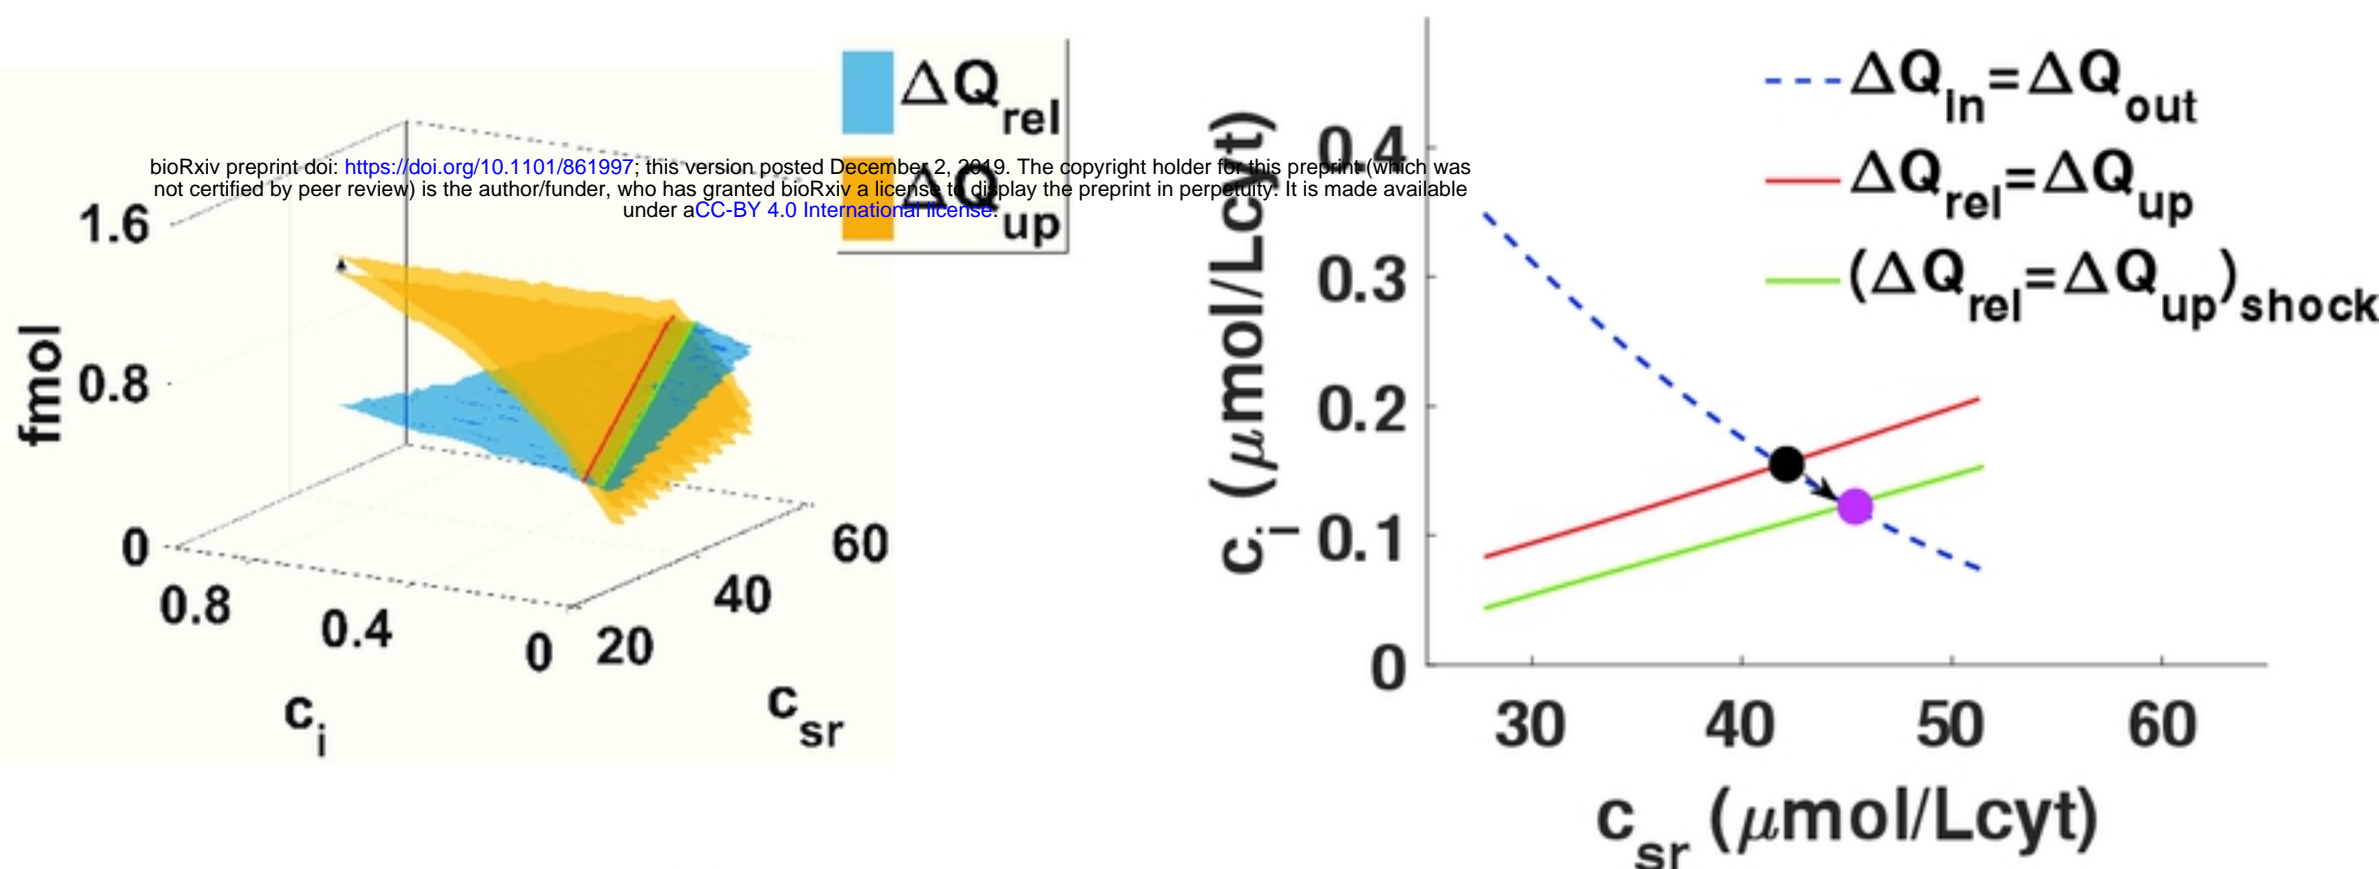 ΔQrel
ΔQup
bioRxiv preprint doi: https://doi.org/10.1101/861997; this version posted December 2, 2019. The copyright holder for this preprint (which was
not certified by peer review) is the author/funder, who has granted bioRxiv a license to display the preprint in perpetuity. It is made available
under aCC-BY 4.0 International license.
1.6
0.8
0
fmol
0.8
0.4
0
ci
20
40
60
csr
ΔQIn=ΔQout
ΔQrel=ΔQup
(ΔQrel=ΔQup)shock
0.4
0.3
0.2
0.1
0
ci (μmol/Lcyt)
30
40
50
60
csr (μmol/Lcyt)